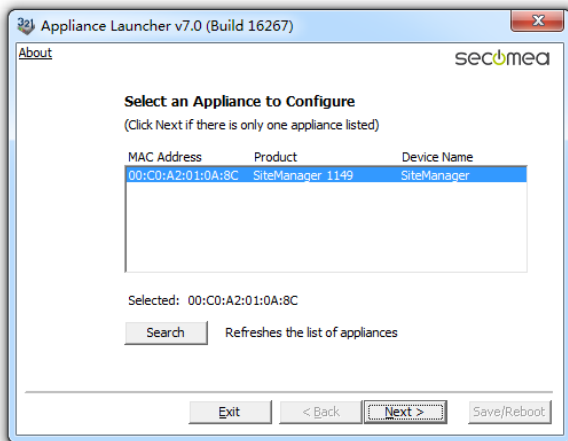 Appliance Launcher v7.0 (Build 16267)
About
secomea
Select an Appliance to Configure
(Click Next if there is only one appliance listed)
MAC Address Product Device Name
00:C0:A2:01:0A:8C SiteManager 1149 SiteManager
Selected: 00:C0:A2:01:0A:8C
Search Refreshes the list of appliances
Exit < Back Next > Save/Reboot